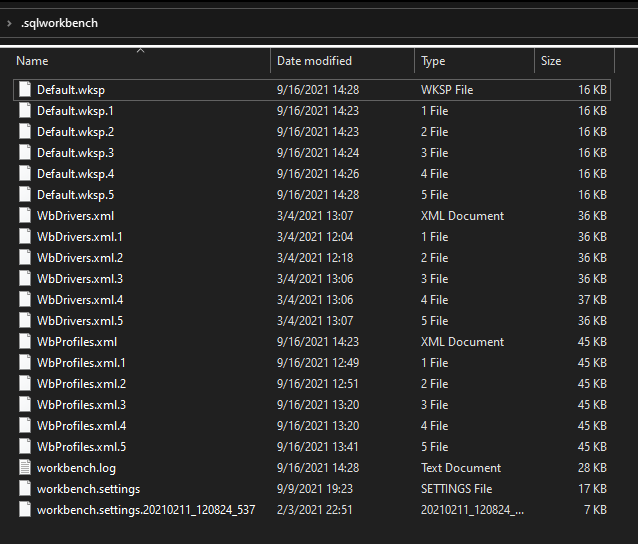 .sqlworkbench
Name Date modified Type Size
Default.wksp 9/16/2021 14:28 WKSP File 16 KB
Default.wksp.1 9/16/2021 14:23 1 File 16 KB
Default.wksp.2 9/16/2021 14:23 2 File 16 KB
Default.wksp.3 9/16/2021 14:24 3 File 16 KB
Default.wksp.4 9/16/2021 14:26 4 File 16 KB
Default.wksp.5 9/16/2021 14:28 5 File 16 KB
WbDrivers.xml 3/4/2021 13:07 XML Document 36 KB
WbDrivers.xml.1 3/4/2021 12:04 1 File 36 KB
WbDrivers.xml.2 3/4/2021 12:18 2 File 36 KB
WbDrivers.xml.3 3/4/2021 13:06 3 File 36 KB
WbDrivers.xml.4 3/4/2021 13:06 4 File 37 KB
WbDrivers.xml.5 3/4/2021 13:07 5 File 36 KB
WbProfiles.xml 9/16/2021 14:23 XML Document 45 KB
WbProfiles.xml.1 9/16/2021 12:49 1 File 45 KB
WbProfiles.xml.2 9/16/2021 12:51 2 File 45 KB
WbProfiles.xml.3 9/16/2021 13:20 3 File 45 KB
WbProfiles.xml.4 9/16/2021 13:20 4 File 45 KB
WbProfiles.xml.5 9/16/2021 13:41 5 File 45 KB
workbench.log 9/16/2021 14:28 Text Document 28 KB
workbench.settings 9/9/2021 19:23 SETTINGS File 17 KB
workbench.settings.20210211_120824_537 2/3/2021 22:51 20210211_120824_... 7 KB